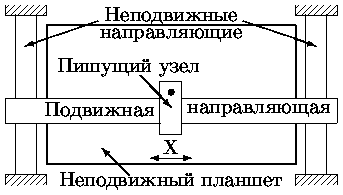 Неподвижные
направляющие
Пишущий узел
Подвижная направляющая
X
Неподвижный планшет